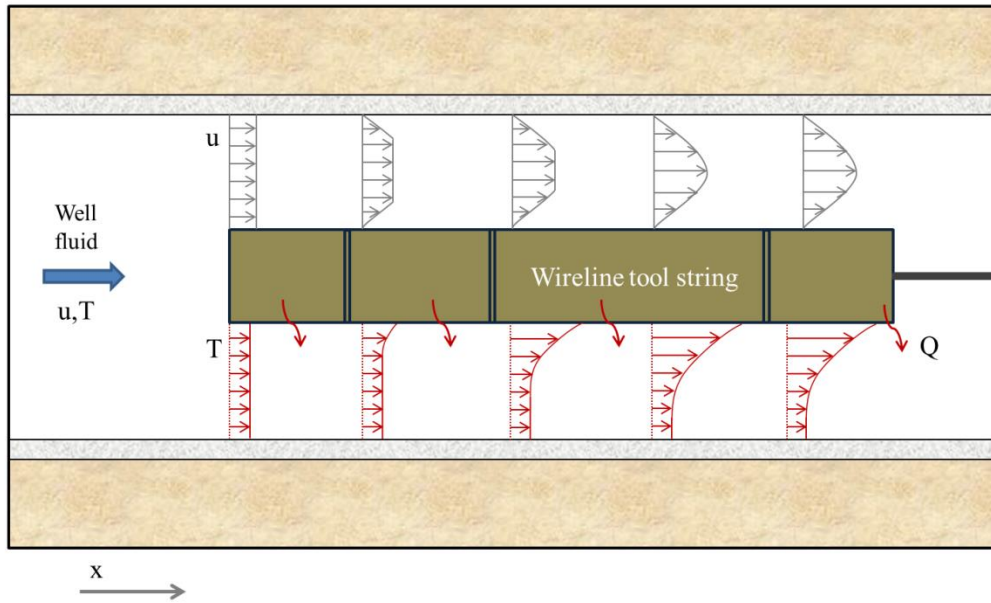 u
Well
fluid
u,T
Wireline tool string
T
Q
x